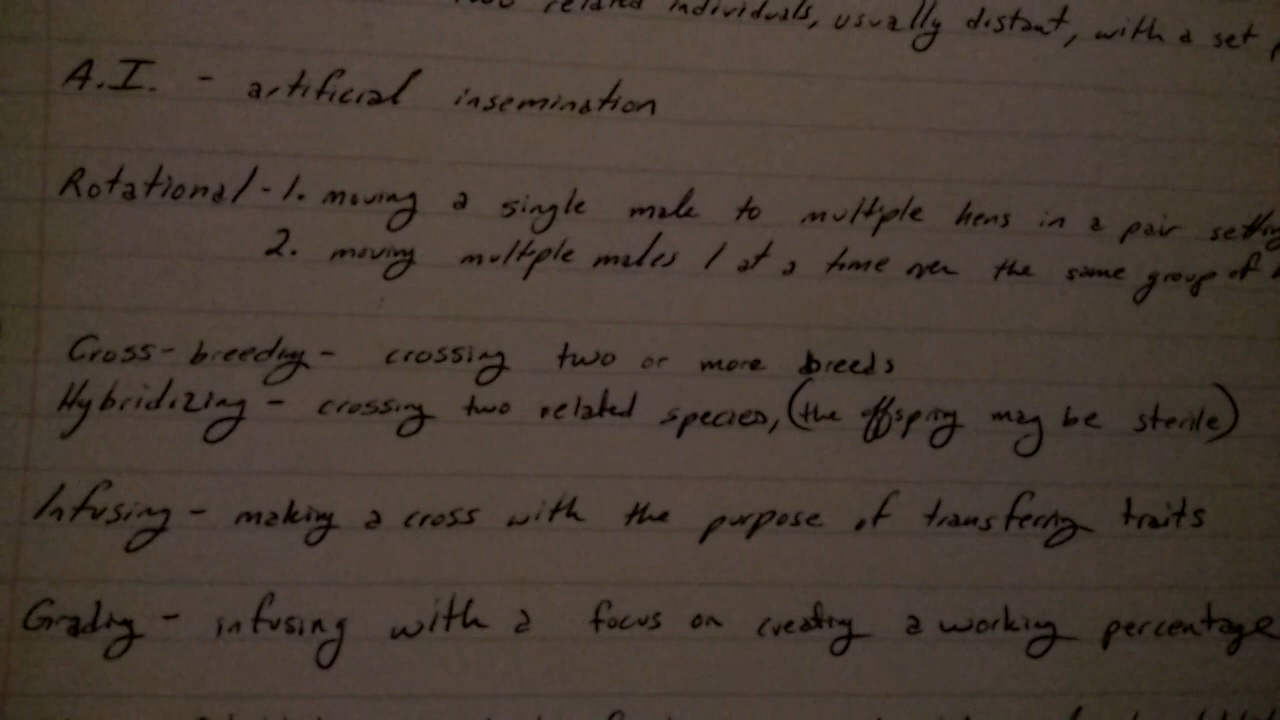 related individuals, usually distant, with a set
A.I. - artificial insemination
Rotational - 1. moving a single male to multiple hens in a pair setting
2. moving multiple males 1 at a time over the same group of
Cross-breeding - crossing two or more breeds
Hybridizing - crossing two related species, (the offspring may be sterile)
Infusing - making a cross with the purpose of transferring traits
Grading - infusing with a focus on creating a working percentage